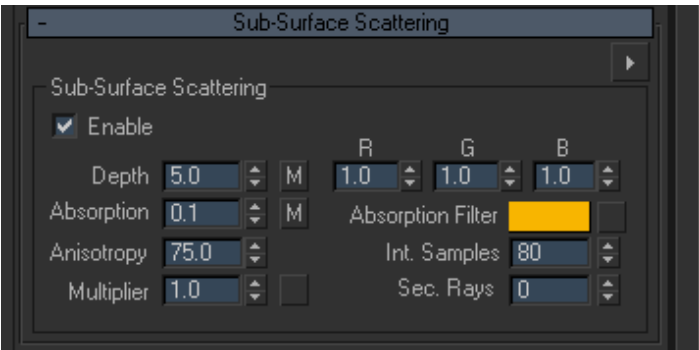 - Sub-Surface Scattering
Sub-Surface Scattering
Enable
R G B
Depth 5.0 M 1.0 1.0 1.0
Absorption 0.1 M Absorption Filter
Anisotropy 75.0 Int. Samples 80
Multiplier 1.0 Sec. Rays 0